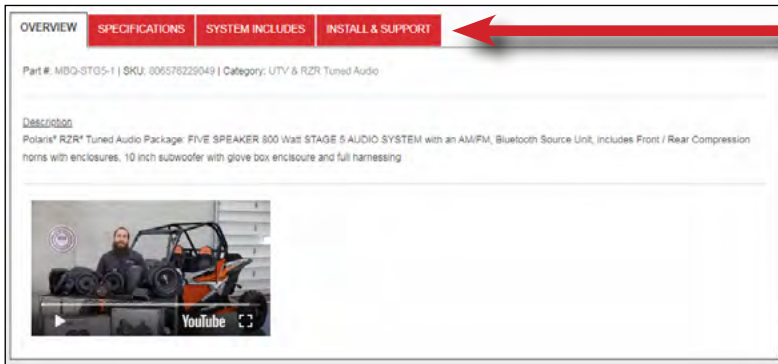 OVERVIEW SPECIFICATIONS SYSTEM INCLUDES INSTALL & SUPPORT
Part #: MBQ-STG5-1 | SKU: 006576229049 | Category: UTV & RZR Tuned Audio
Description
Polaris® RZR® Tuned Audio Package: FIVE SPEAKER 800 Watt STAGE 5 AUDIO SYSTEM with an AM/FM, Bluetooth Source Unit, includes Front / Rear Compression
horns with enclosures, 10 inch subwoofer with glove box enclsoure and full harnessing
YouTube